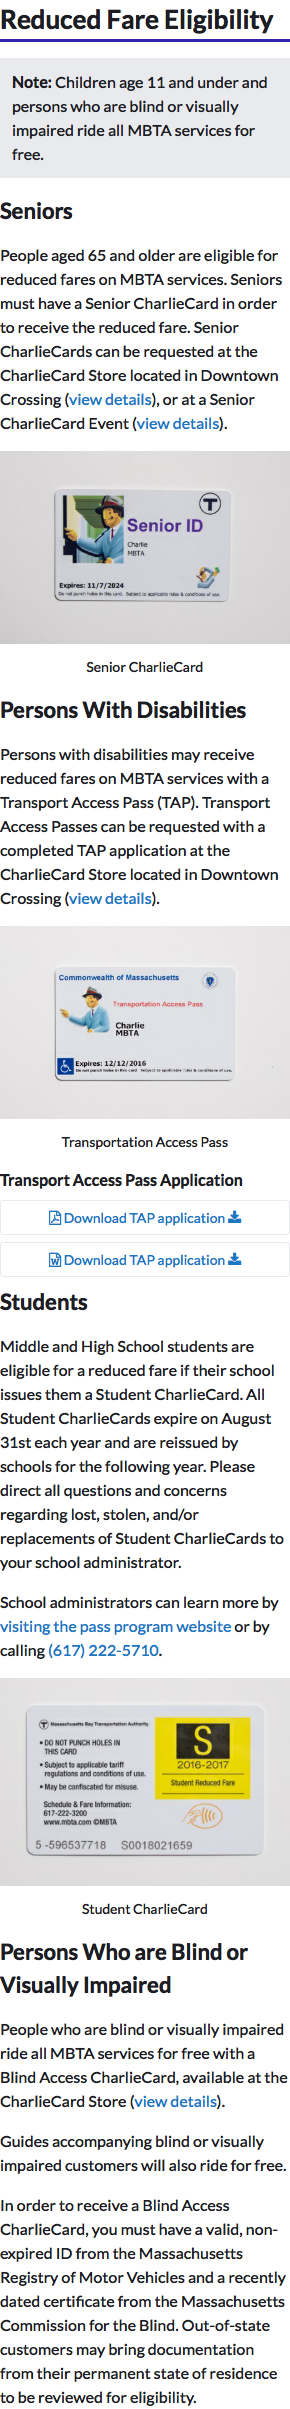 Reduced Fare Eligibility
Note: Children age 11 and under and
persons who are blind or visually
impaired ride all MBTA services for
free.
Seniors
People aged 65 and older are eligible for
reduced fares on MBTA services. Seniors
must have a Senior CharlieCard in order
to receive the reduced fare. Senior
CharlieCards can be requested at the
CharlieCard Store located in Downtown
Crossing (view details), or at a Senior
CharlieCard Event (view details).
T
Senior ID
Charlie
MBTA
Expires: 11/7/2024
Do not punch holes in this card. Subject to applicable rules & conditions of use.
Senior CharlieCard
Persons With Disabilities
Persons with disabilities may receive
reduced fares on MBTA services with a
Transport Access Pass (TAP). Transport
Access Passes can be requested with a
completed TAP application at the
CharlieCard Store located in Downtown
Crossing (view details).
Commonwealth of Massachusetts
Transportation Access Pass
Charlie
MBTA
Expires: 12/12/2016
Do not punch holes in this card Subject to applicable rules & conditions of use.
Transportation Access Pass
Transport Access Pass Application
Download TAP application
Download TAP application
Students
Middle and High School students are
eligible for a reduced fare if their school
issues them a Student CharlieCard. All
Student CharlieCards expire on August
31st each year and are reissued by
schools for the following year. Please
direct all questions and concerns
regarding lost, stolen, and/or
replacements of Student CharlieCards to
your school administrator.
School administrators can learn more by
visiting the pass program website or by
calling (617) 222-5710.
T Massachusetts Bay Transportation Authority
• DO NOT PUNCH HOLES IN
THIS CARD
• Subject to applicable tariff
regulations and conditions of use.
• May be confiscated for misuse.
Schedule & Fare Information:
617-222-3200
www.mbta.com ©MBTA
5 -596537718 S0018021659
S
2016-2017
Student Reduced Fare
Student CharlieCard
Persons Who are Blind or
Visually Impaired
People who are blind or visually impaired
ride all MBTA services for free with a
Blind Access CharlieCard, available at the
CharlieCard Store (view details).
Guides accompanying blind or visually
impaired customers will also ride for free.
In order to receive a Blind Access
CharlieCard, you must have a valid, non-
expired ID from the Massachusetts
Registry of Motor Vehicles and a recently
dated certificate from the Massachusetts
Commission for the Blind. Out-of-state
customers may bring documentation
from their permanent state of residence
to be reviewed for eligibility.